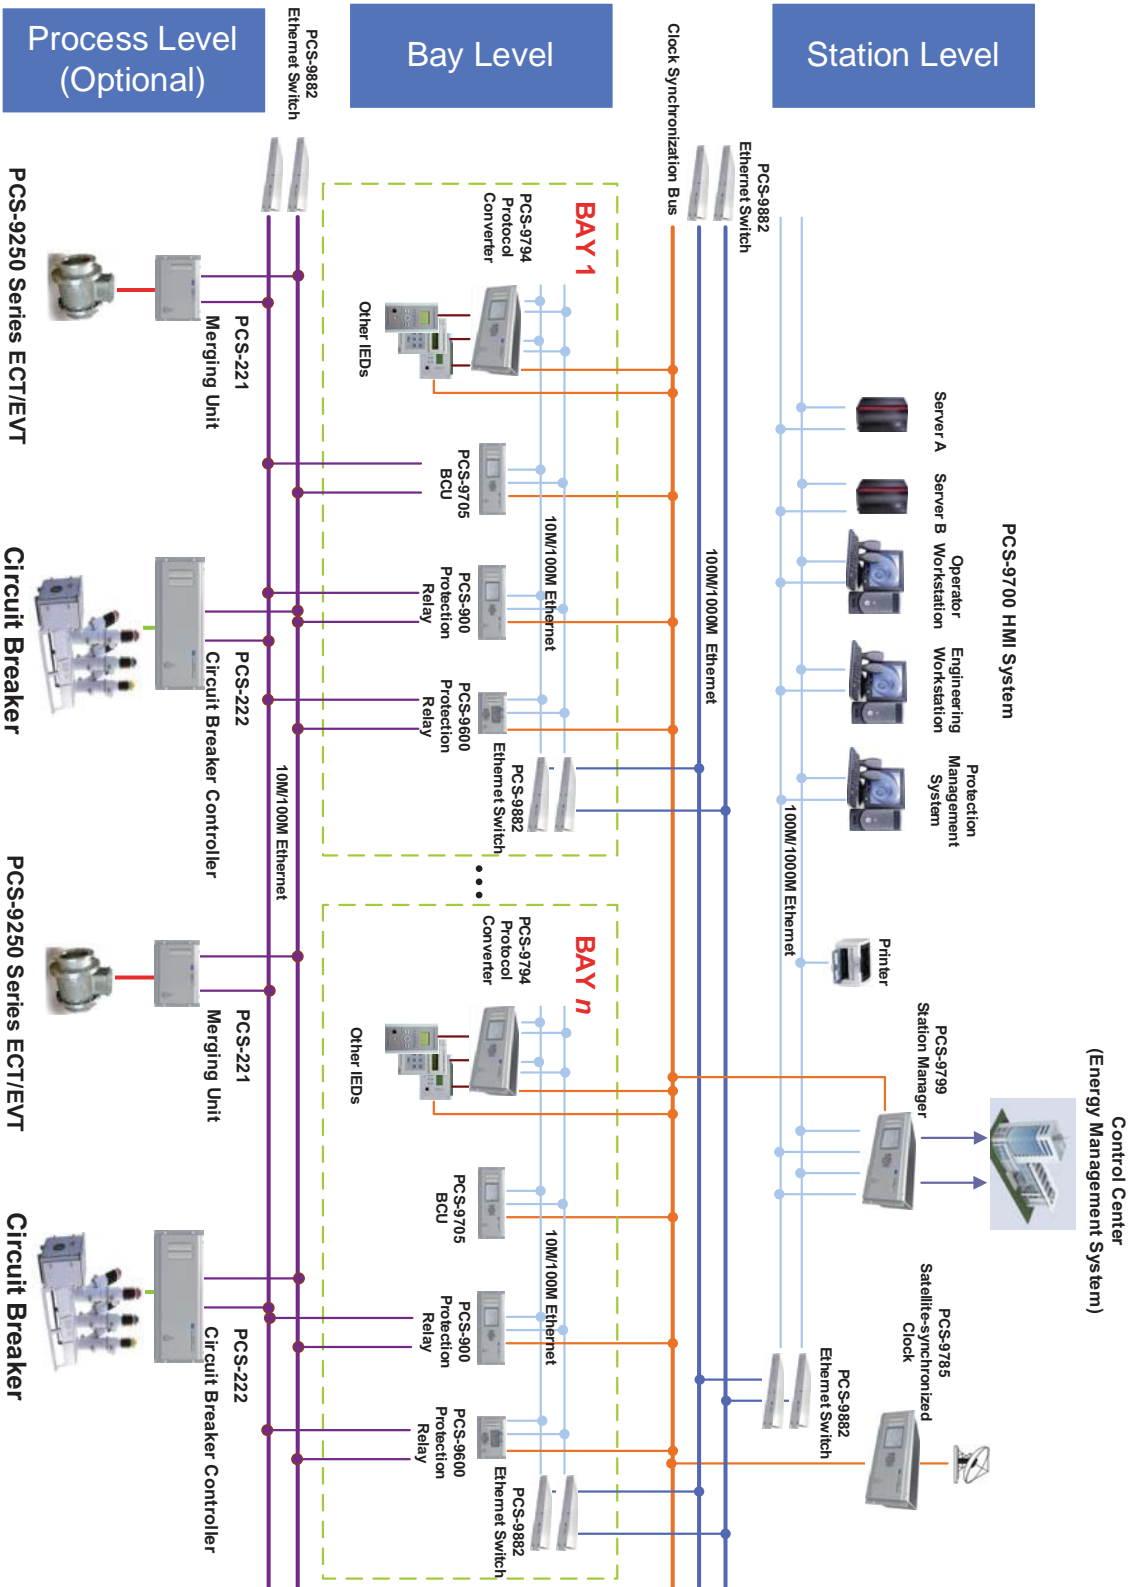 Process Level
(Optional)
Bay Level
Station Level
Control Center
(Energy Management System)
PCS-9700 HMI System
Server A
Server B
Operator
Workstation
Engineering
Workstation
Protection
Management
System
Printer
PCS-9799
Station Manager
PCS-9785
Satellite-synchronized
Clock
PCS-9882
Ethernet Switch
100M/1000M Ethernet
PCS-9882
Ethernet Switch
100M/1000M Ethernet
Clock Synchronization Bus
BAY 1
PCS-9794
Protocol
Converter
Other IEDs
PCS-9705
BCU
10M/100M Ethernet
PCS-900
Protection
Relay
PCS-9600
Protection
Relay
PCS-9882
Ethernet Switch
...
BAY n
PCS-9794
Protocol
Converter
Other IEDs
PCS-9705
BCU
10M/100M Ethernet
PCS-900
Protection
Relay
PCS-9600
Protection
Relay
PCS-9882
Ethernet Switch
PCS-9882
Ethernet Switch
10M/100M Ethernet
PCS-221
Merging Unit
PCS-222
Circuit Breaker Controller
PCS-221
Merging Unit
PCS-222
Circuit Breaker Controller
PCS-9250 Series ECT/EVT
Circuit Breaker
PCS-9250 Series ECT/EVT
Circuit Breaker